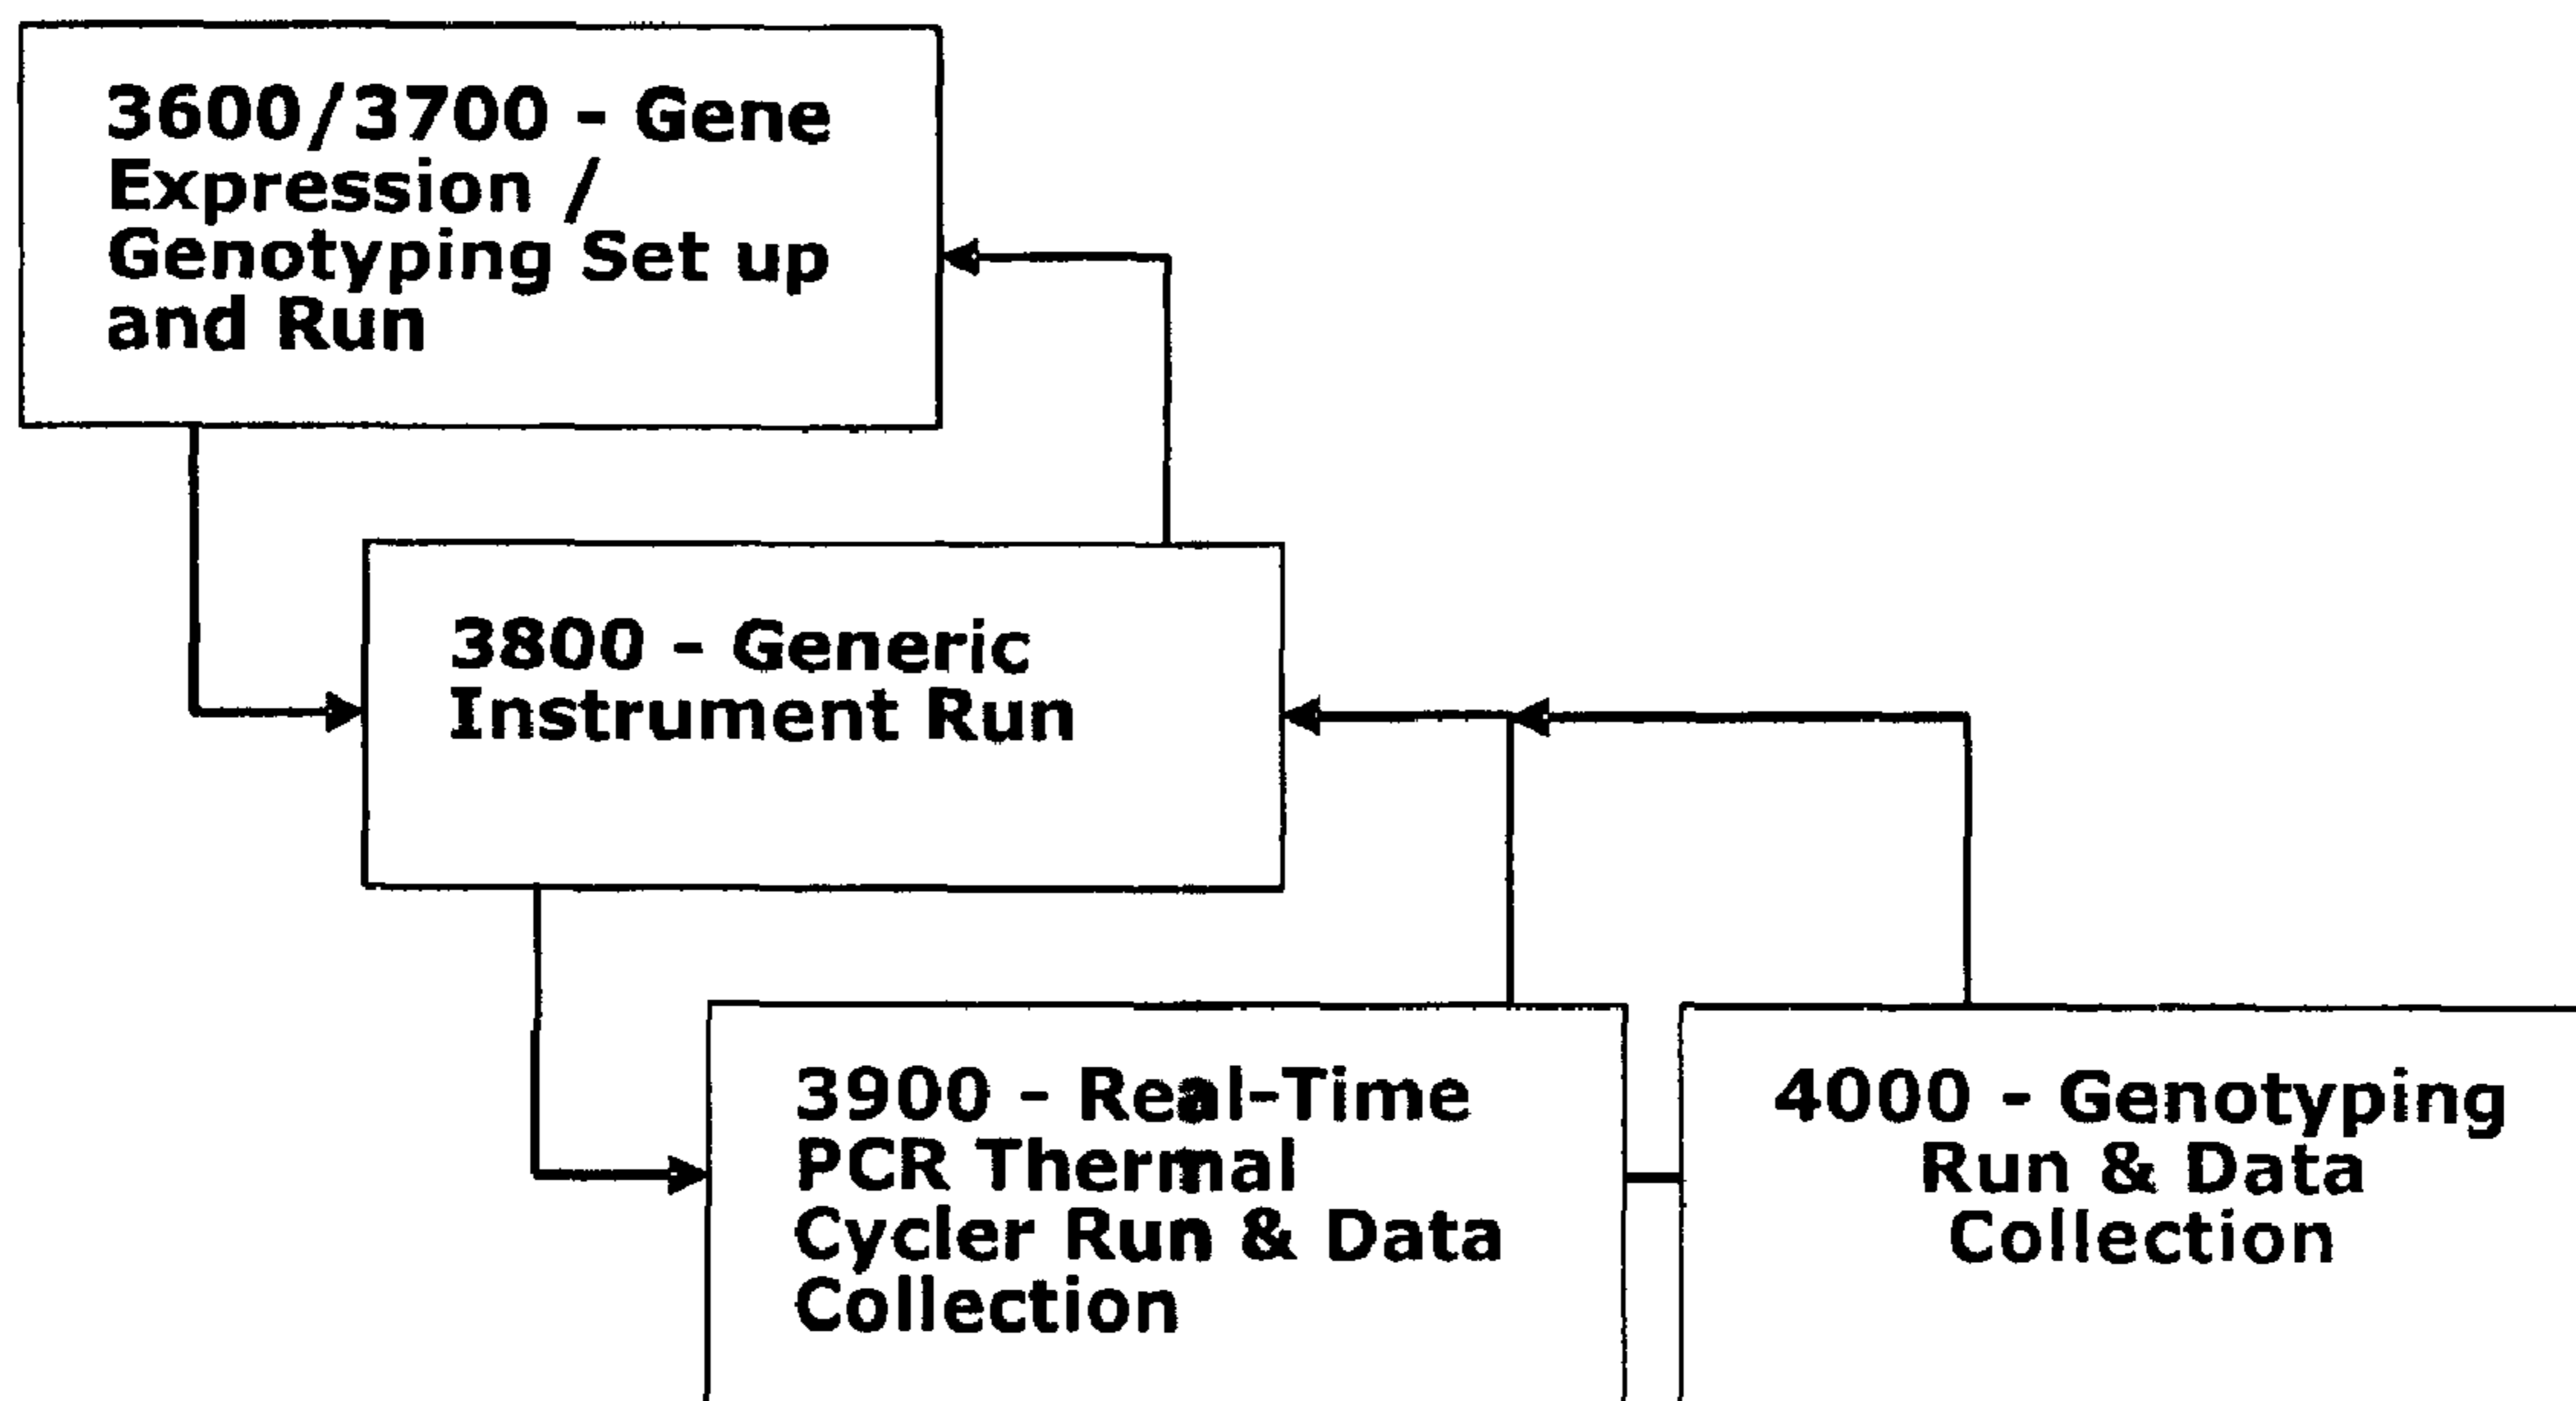 3600/3700 - Gene
Expression /
Genotyping Set up
and Run
3800 - Generic
Instrument Run
3900 - Real-Time
PCR Thermal
Cycler Run & Data
Collection
4000 - Genotyping
Run & Data
Collection